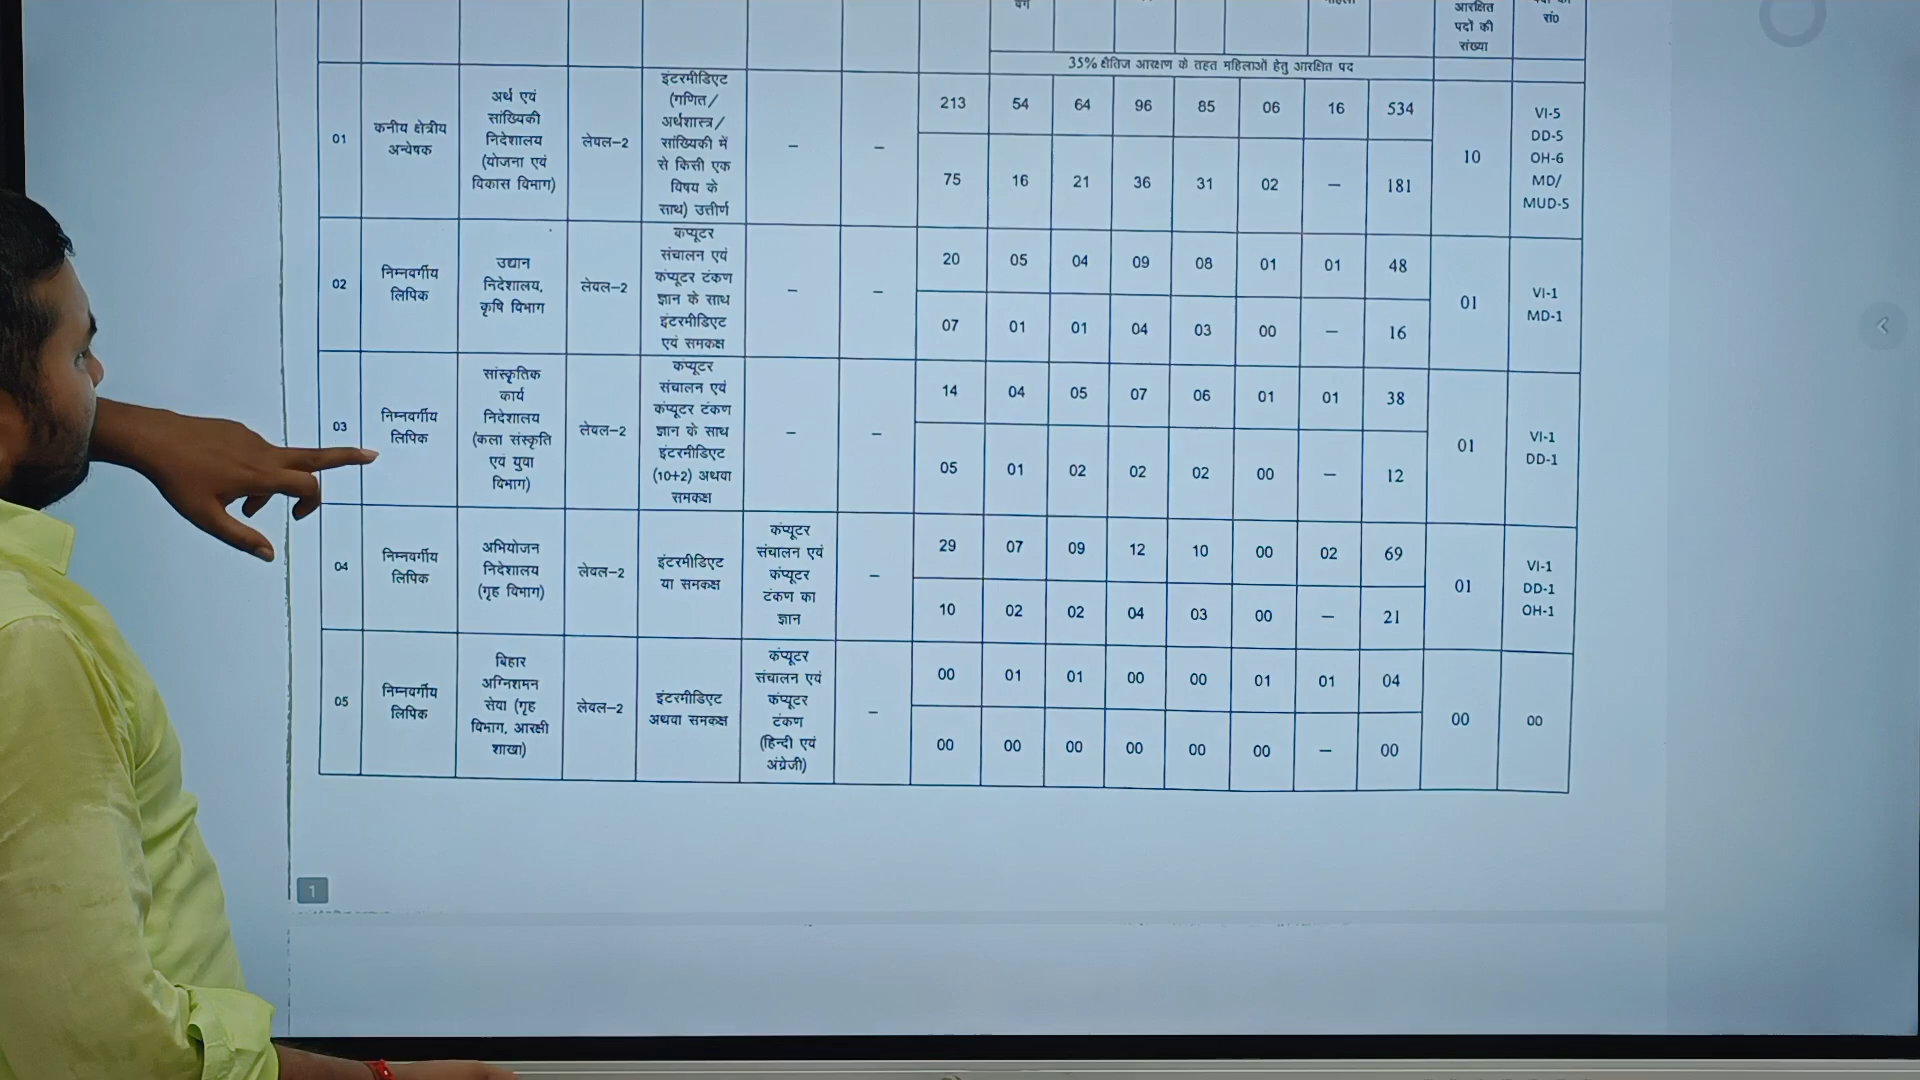 आरक्षित
पदों की
संख्या
सं०
35% क्षैतिज आरक्षण के तहत महिलाओं हेतु आरक्षित पद
01
कनीय क्षेत्रीय
अन्वेषक
अर्थ एवं
सांख्यिकी
निदेशालय
(योजना एवं
विकास विभाग)
लेवल-2
इंटरमीडिएट
(गणित/
अर्थशास्त्र/
सांख्यिकी में
से किसी एक
विषय के
साथ) उत्तीर्ण
–
–
213 54 64 96 85 06 16 534
75 16 21 36 31 02 – 181
10
VI-5
DD-5
OH-6
MD/
MUD-5
02
निम्नवर्गीय
लिपिक
उद्यान
निदेशालय,
कृषि विभाग
लेवल-2
कंप्यूटर
संचालन एवं
कंप्यूटर टंकण
ज्ञान के साथ
इंटरमीडिएट
एवं समकक्ष
–
–
20 05 04 09 08 01 01 48
07 01 01 04 03 00 – 16
01
VI-1
MD-1
03
निम्नवर्गीय
लिपिक
सांस्कृतिक
कार्य
निदेशालय
(कला संस्कृति
एवं युवा
विभाग)
लेवल-2
कंप्यूटर
संचालन एवं
कंप्यूटर टंकण
ज्ञान के साथ
इंटरमीडिएट
(10+2) अथवा
समकक्ष
–
–
14 04 05 07 06 01 01 38
05 01 02 02 02 00 – 12
01
VI-1
DD-1
04
निम्नवर्गीय
लिपिक
अभियोजन
निदेशालय
(गृह विभाग)
लेवल-2
इंटरमीडिएट
या समकक्ष
कंप्यूटर
संचालन एवं
कंप्यूटर
टंकण का
ज्ञान
–
29 07 09 12 10 00 02 69
10 02 02 04 03 00 – 21
01
VI-1
DD-1
OH-1
05
निम्नवर्गीय
लिपिक
बिहार
अग्निशमन
सेवा (गृह
विभाग, आरक्षी
शाखा)
लेवल-2
इंटरमीडिएट
अथवा समकक्ष
कंप्यूटर
संचालन एवं
कंप्यूटर
टंकण
(हिन्दी एवं
अंग्रेजी)
–
00 01 01 00 00 01 01 04
00 00 00 00 00 00 – 00
00
00
1